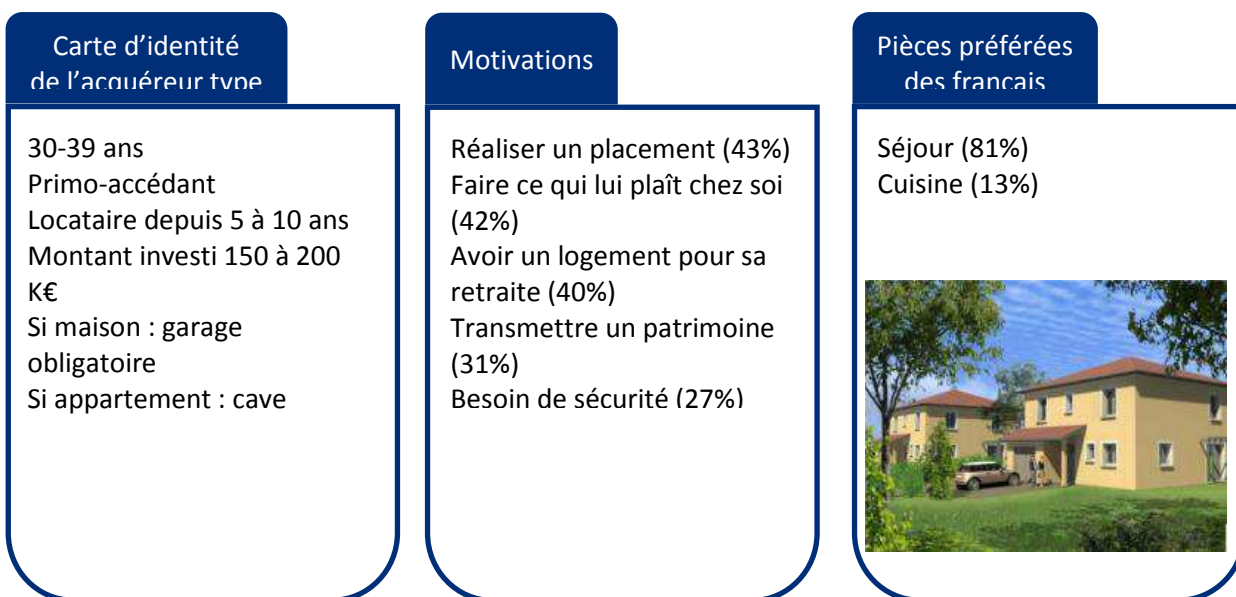 Carte d’identité
de l’acquéreur type
30-39 ans
Primo-accédant
Locataire depuis 5 à 10 ans
Montant investi 150 à 200
K€
Si maison : garage
obligatoire
Si appartement : cave
Motivations
Réaliser un placement (43%)
Faire ce qui lui plaît chez soi
(42%)
Avoir un logement pour sa
retraite (40%)
Transmettre un patrimoine
(31%)
Besoin de sécurité (27%)
Pièces préférées
des francais
Séjour (81%)
Cuisine (13%)